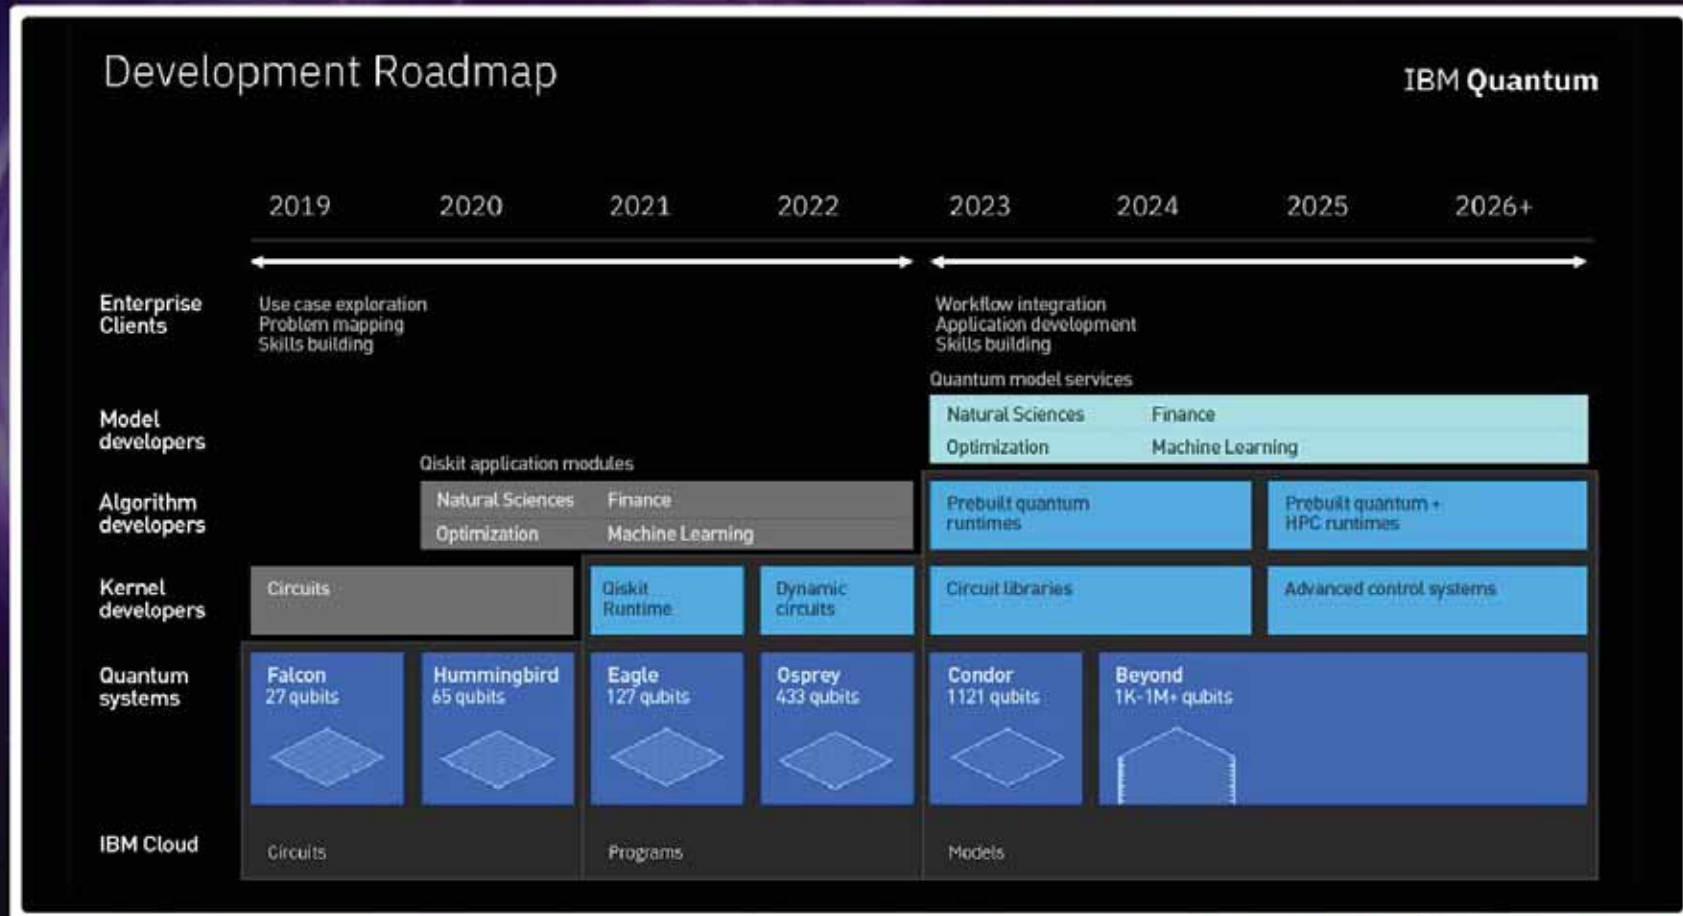 Development Roadmap
IBM Quantum
2019 2020 2021 2022 2023 2024 2025 2026+
Enterprise
Clients
Use case exploration
Problem mapping
Skills building
Workflow integration
Application development
Skills building
Model
developers
Quantum model services
Natural Sciences Finance
Optimization Machine Learning
Algorithm
developers
Qiskit application modules
Natural Sciences Finance
Optimization Machine Learning
Prebuilt quantum
runtimes
Prebuilt quantum +
HPC runtimes
Kernel
developers
Circuits
Qiskit
Runtime
Dynamic
circuits
Circuit libraries
Advanced control systems
Quantum
systems
Falcon
27 qubits
Hummingbird
65 qubits
Eagle
127 qubits
Osprey
433 qubits
Condor
1121 qubits
Beyond
1K-1M+ qubits
IBM Cloud
Circuits
Programs
Models